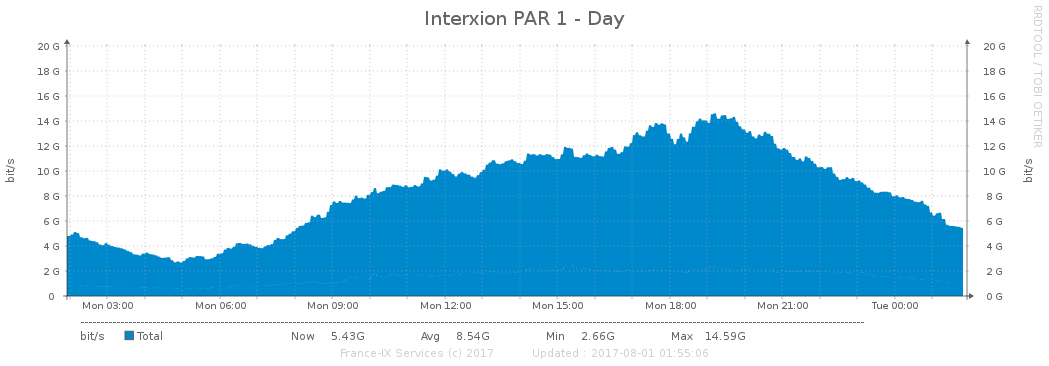 Interxion PAR 1 - Day
RRDTOOL / TOBI OETIKER
20 G 20 G
18 G 18 G
16 G 16 G
14 G 14 G
12 G 12 G
10 G 10 G
8 G 8 G
6 G 6 G
4 G 4 G
2 G 2 G
0 0 G
bit/s
bit/s
Mon 03:00 Mon 06:00 Mon 09:00 Mon 12:00 Mon 15:00 Mon 18:00 Mon 21:00 Tue 00:00
bit/s Total Now 5.43G Avg 8.54G Min 2.66G Max 14.59G
France-IX Services (c) 2017 Updated : 2017-08-01 01:55:06